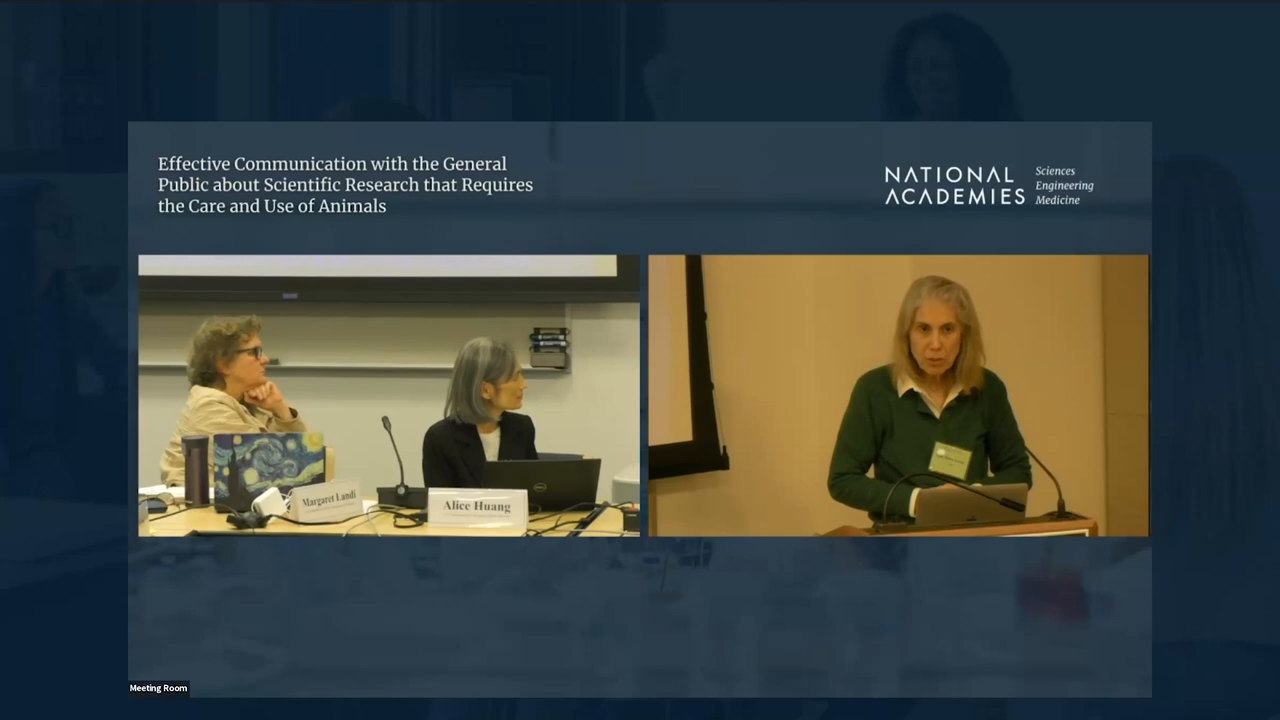 Effective Communication with the General
Public about Scientific Research that Requires
the Care and Use of Animals
NATIONAL
ACADEMIES
Sciences
Engineering
Medicine
Margaret Landi
Alice Huang
DELL
Meeting Room